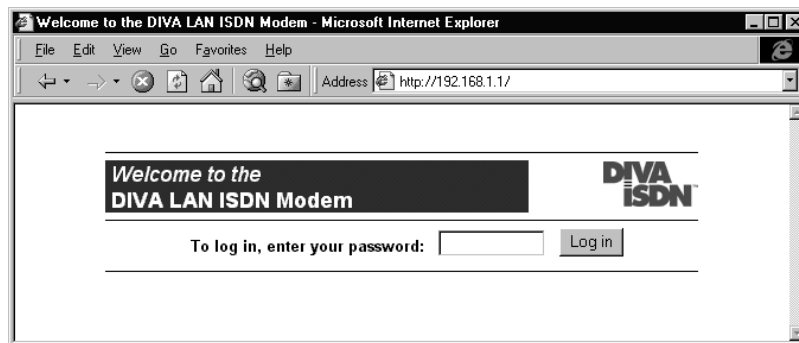 Welcome to the DIVA LAN ISDN Modem - Microsoft Internet Explorer
File Edit View Go Favorites Help
Address http://192.168.1.1/
Welcome to the
DIVA LAN ISDN Modem
DIVA
ISDN™
To log in, enter your password: Log in